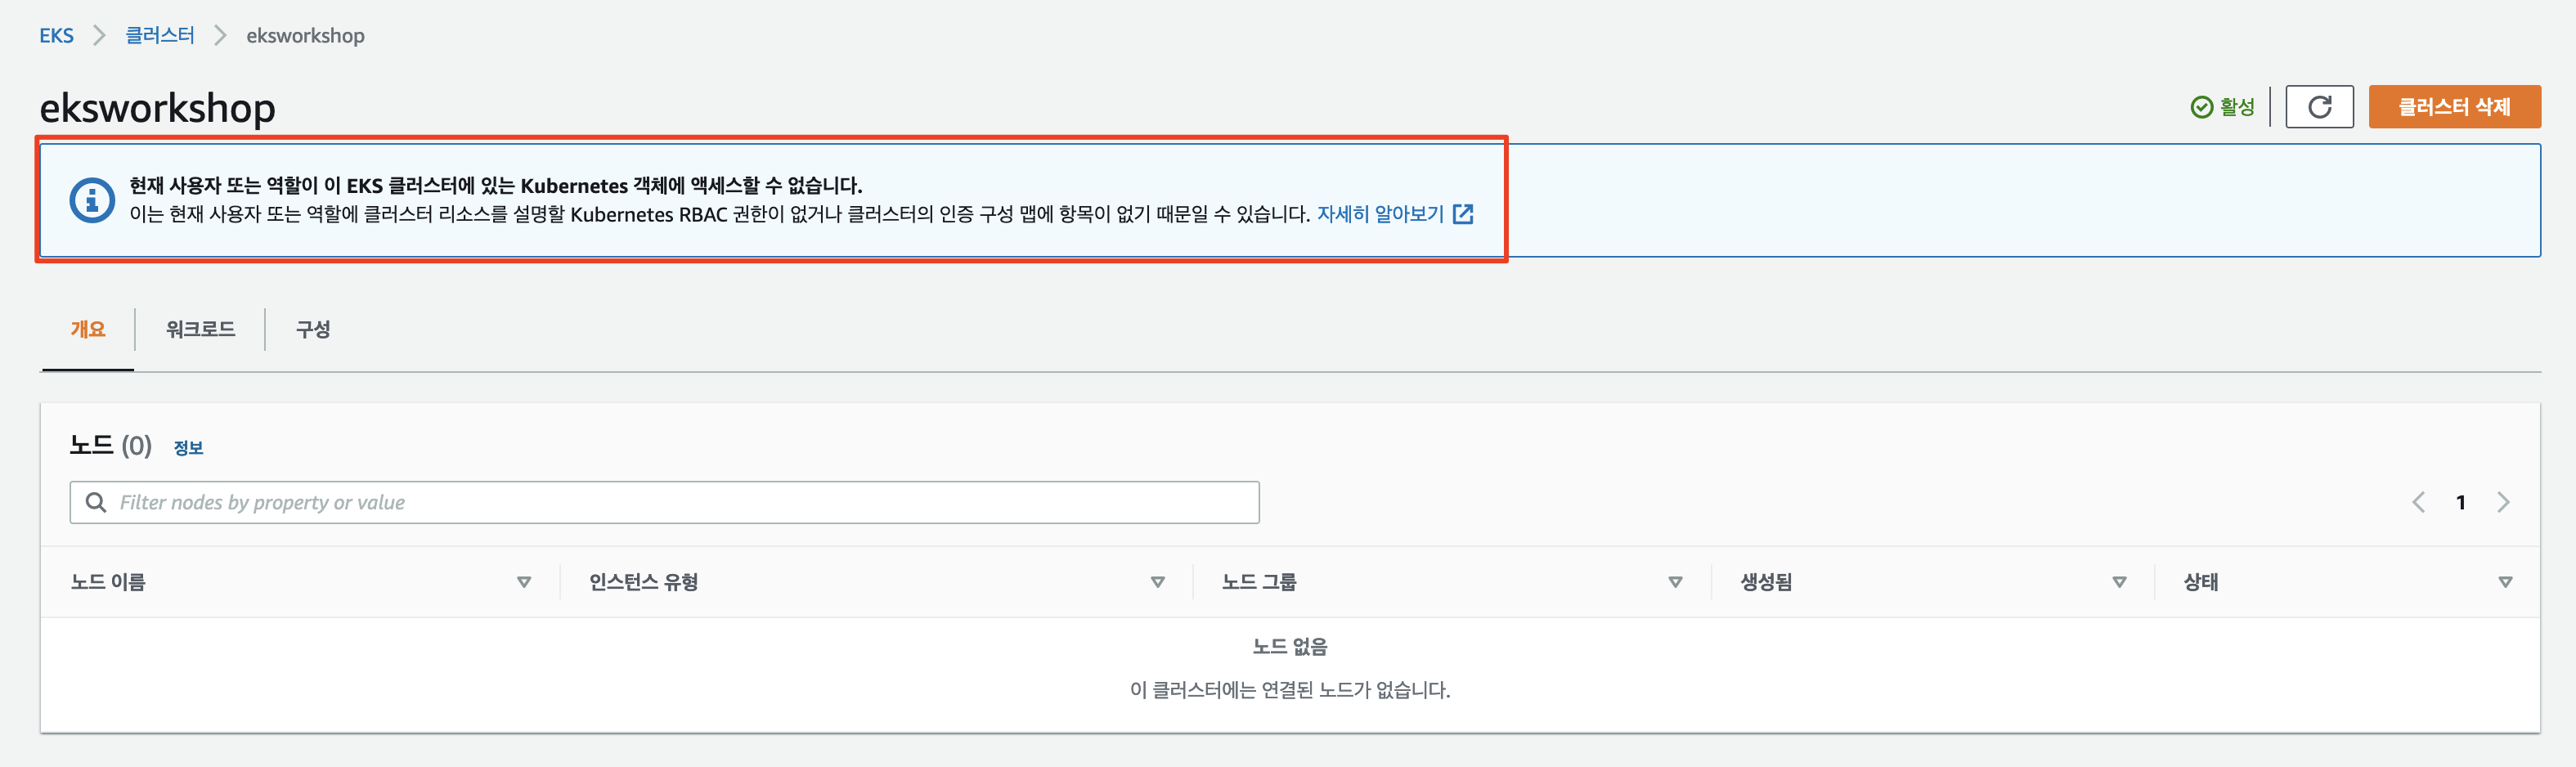 EKS 클러스터 eksworkshop
eksworkshop
활성 클러스터 삭제
현재 사용자 또는 역할이 이 EKS 클러스터에 있는 Kubernetes 객체에 액세스할 수 없습니다.
이는 현재 사용자 또는 역할에 클러스터 리소스를 설명할 Kubernetes RBAC 권한이 없거나 클러스터의 인증 구성 맵에 항목이 없기 때문일 수 있습니다. 자세히 알아보기
개요 워크로드 구성
노드 (0) 정보
Filter nodes by property or value
1
노드 이름 인스턴스 유형 노드 그룹 생성됨 상태
노드 없음
이 클러스터에는 연결된 노드가 없습니다.